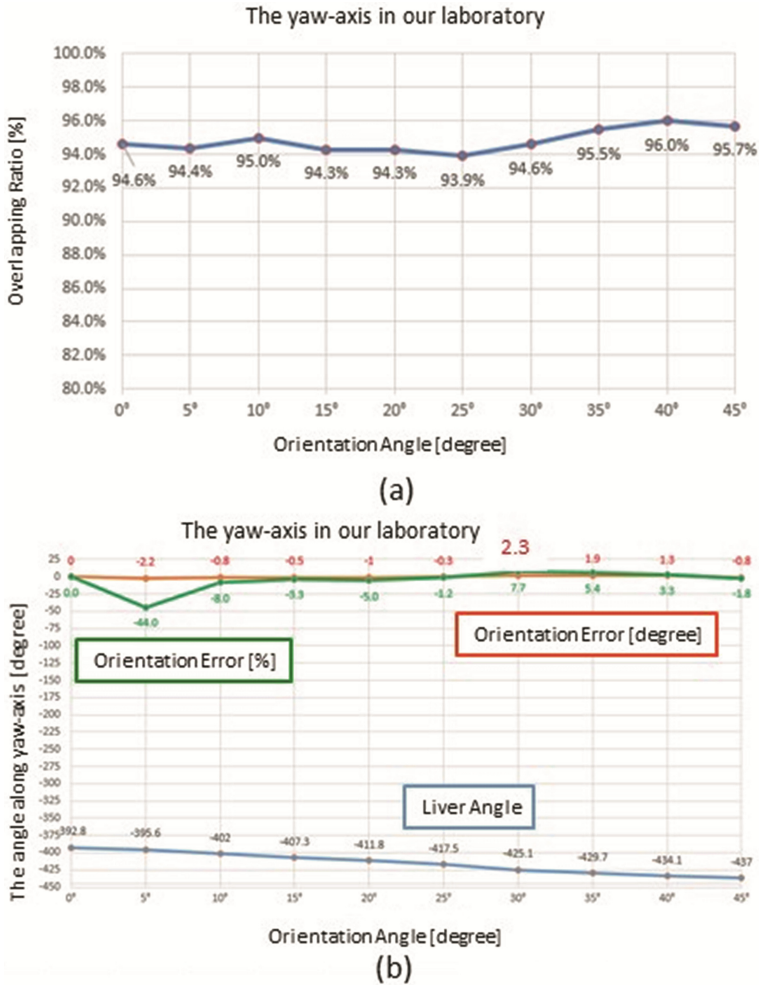 The yaw-axis in our laboratory
100.0%
98.0%
96.0%
94.0%
92.0%
90.0%
88.0%
86.0%
84.0%
82.0%
80.0%
Overlapping Ratio [%]
94.6% 94.4% 95.0% 94.3% 94.3% 93.9% 94.6% 95.5% 96.0% 95.7%
0° 5° 10° 15° 20° 25° 30° 35° 40° 45°
Orientation Angle [degree]
(a)
The yaw-axis in our laboratory
The angle along yaw-axis [degree]
25
0
-25
-50
-75
-100
-125
-150
-175
-200
-225
-250
-275
-300
-325
-350
-375
-400
-425
-450
0 -2.2 -0.8 -0.5 -1 -0.3 2.3 1.9 1.3 -0.8
0.0 -44.0 -8.0 -3.3 -5.0 -1.2 7.7 5.4 3.3 -1.8
Orientation Error [degree]
Orientation Error [%]
Liver Angle
-392.8 -395.6 -402 -407.3 -411.8 -417.5 -425.1 -429.7 -434.1 -437
0° 5° 10° 15° 20° 25° 30° 35° 40° 45°
Orientation Angle [degree]
(b)